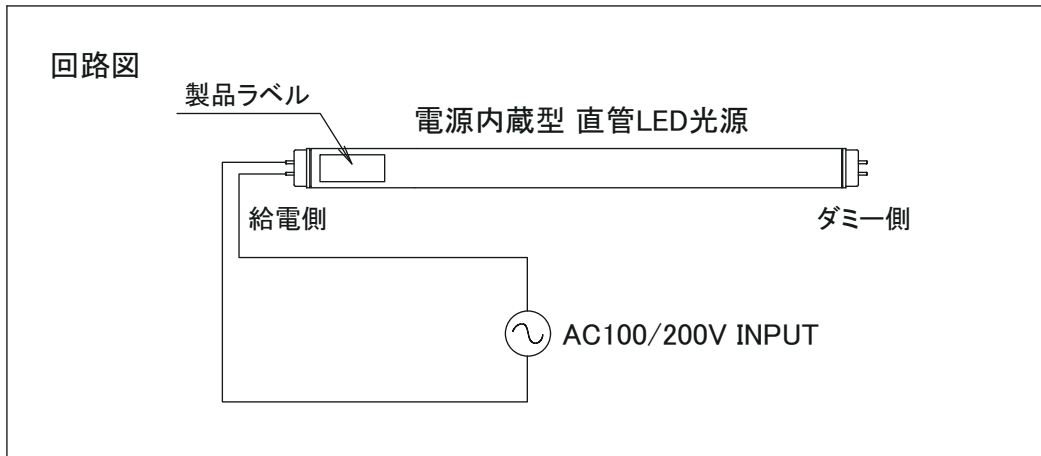 回路図
製品ラベル
電源内蔵型 直管LED光源
給電側
ダミー側
AC100/200V INPUT